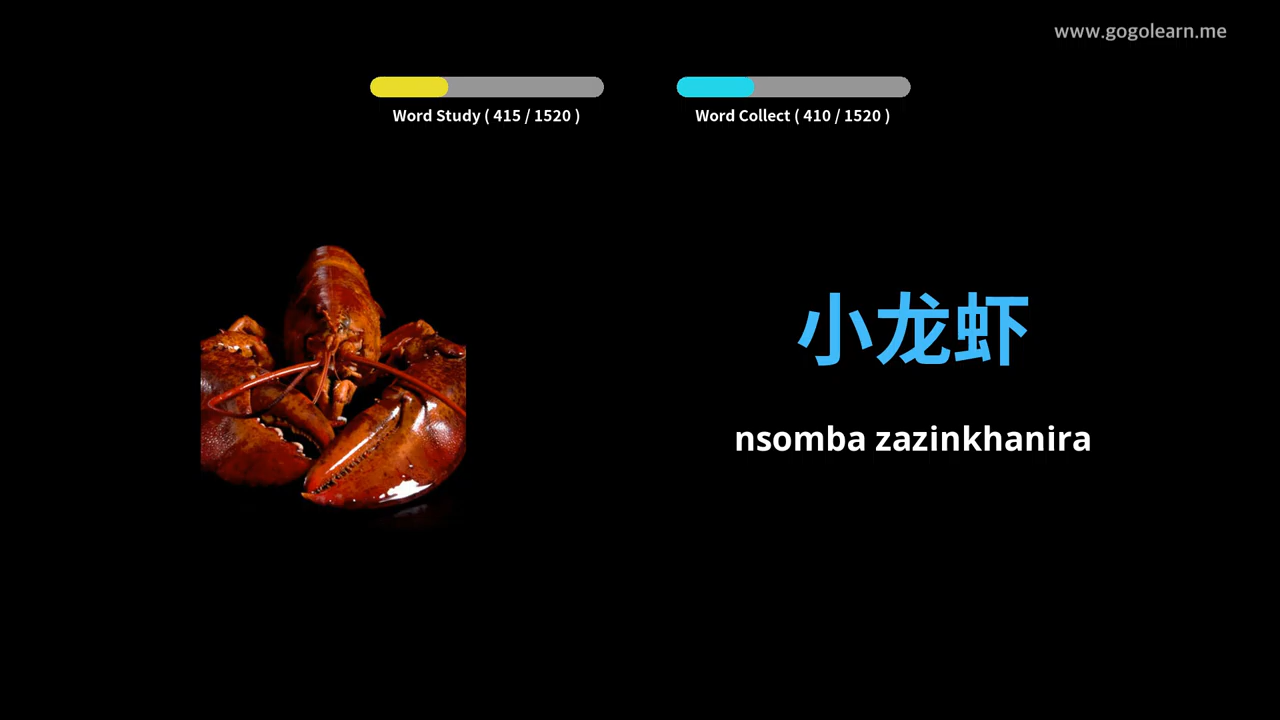 www.gogolearn.me
Word Study ( 415 / 1520 )
Word Collect ( 410 / 1520 )
小龙虾
nsomba zazinkhanira